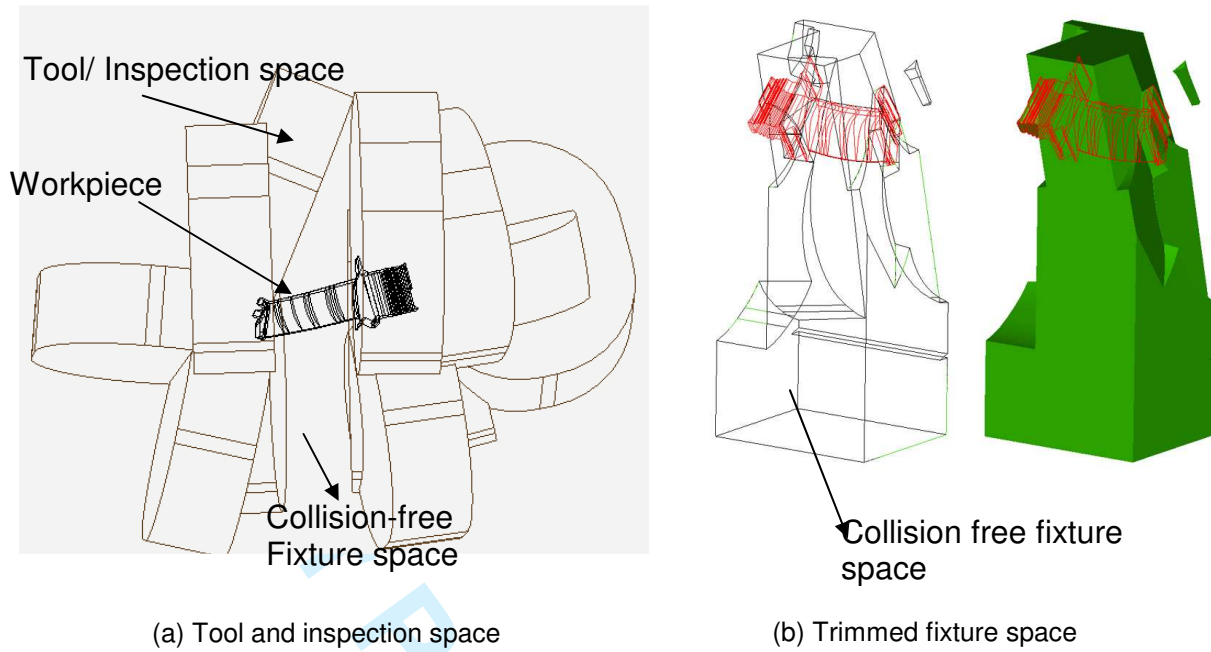 Tool/ Inspection space
Workpiece
Collision-free
Fixture space
(a) Tool and inspection space
Collision free fixture
space
(b) Trimmed fixture space